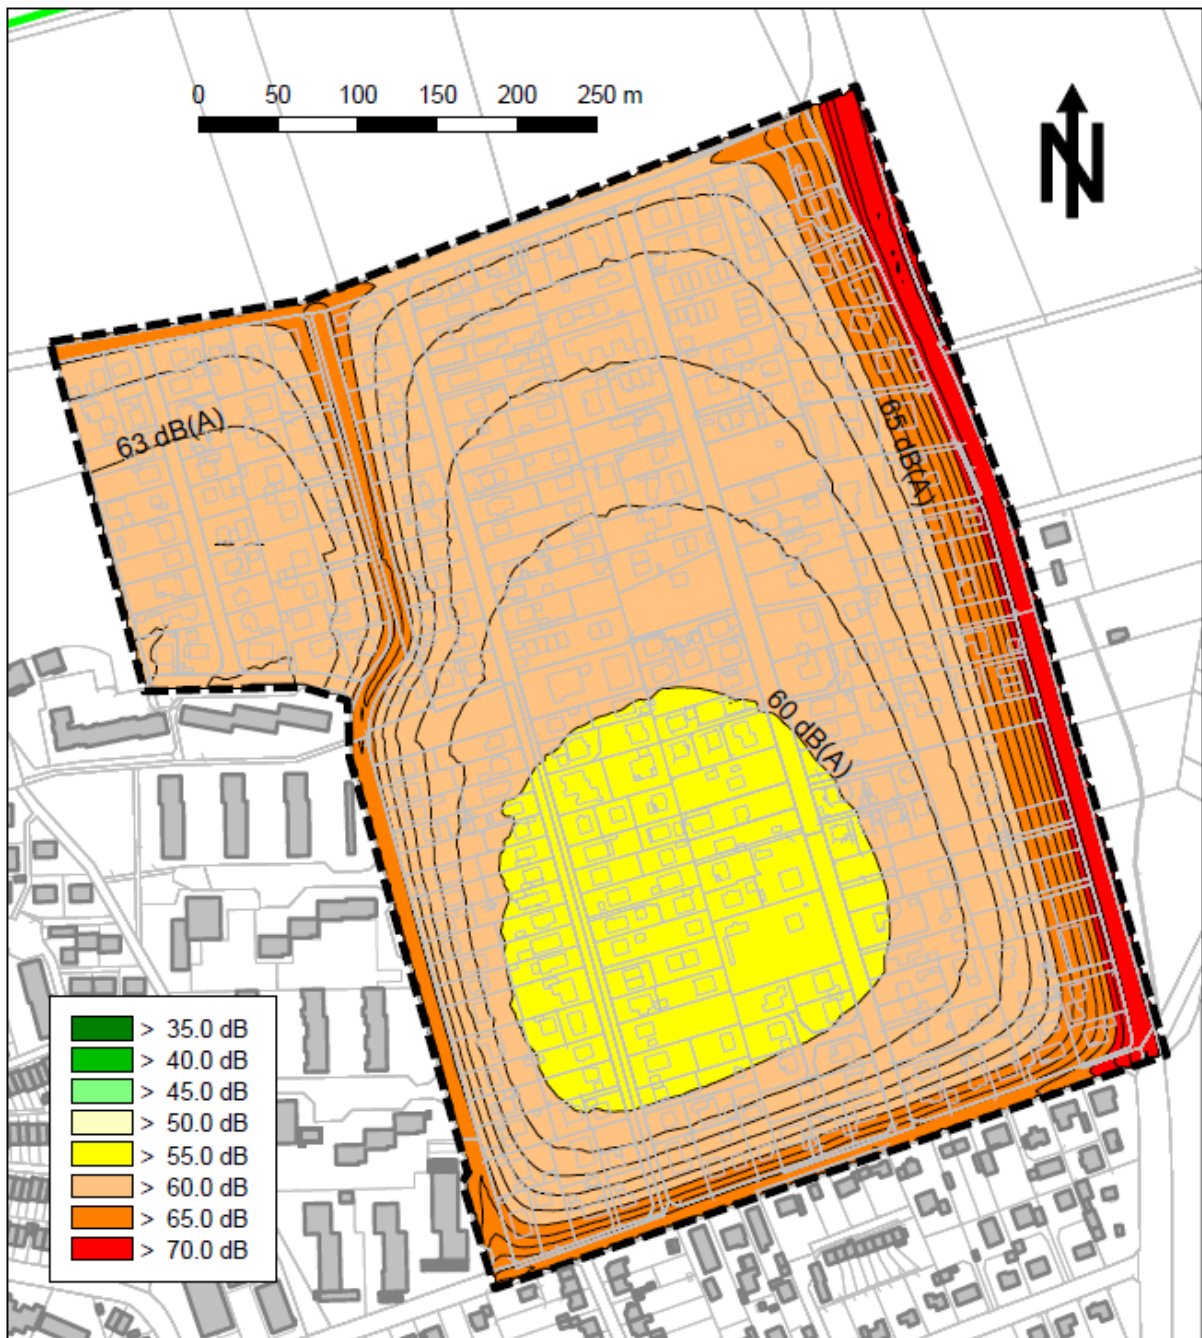 0 50 100 150 200 250 m
N
63 dB(A)
65 dB(A)
60 dB(A)
> 35.0 dB
> 40.0 dB
> 45.0 dB
> 50.0 dB
> 55.0 dB
> 60.0 dB
> 65.0 dB
> 70.0 dB